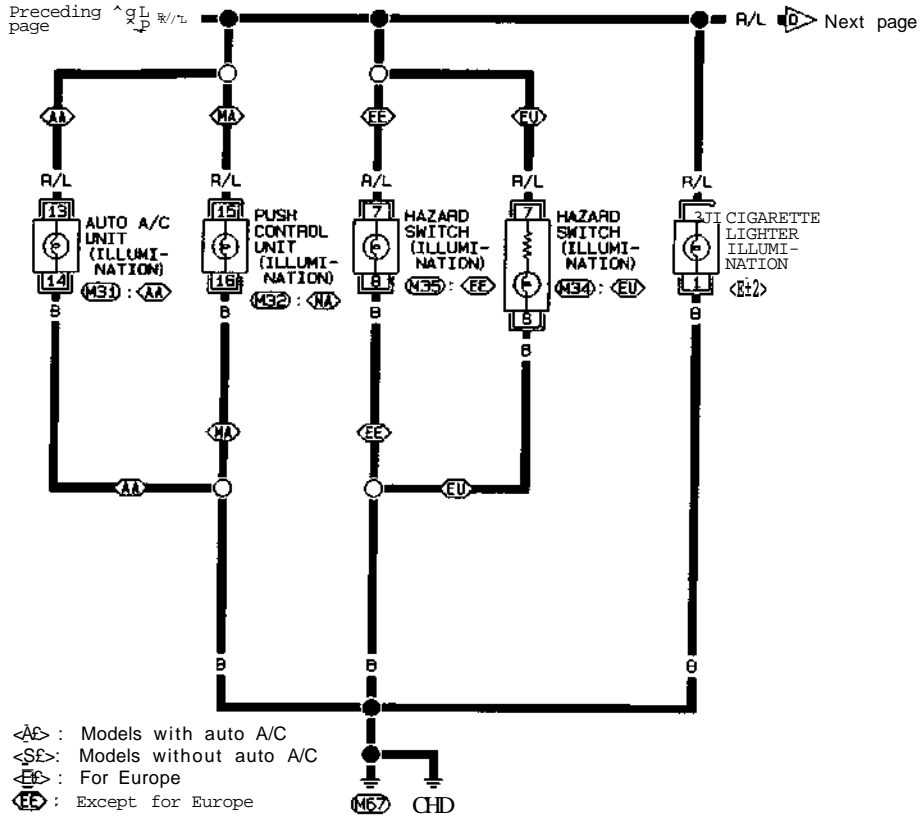 Preceding
page
R/L
Next page
AA
MA
EE
EU
R/L
R/L
R/L
R/L
R/L
13
15
7
7
AUTO A/C
UNIT
(ILLUMI-
NATION)
M31 : AA
PUSH
CONTROL
UNIT
(ILLUMI-
NATION)
M32 : MA
HAZARD
SWITCH
(ILLUMI-
NATION)
M35 : EE
HAZARD
SWITCH
(ILLUMI-
NATION)
M34 : EU
CIGARETTE
LIGHTER
ILLUMI-
NATION
14
16
8
8
1
B
B
B
B
B
MA
EE
AA
EU
B
B
B
: Models with auto A/C
: Models without auto A/C
: For Europe
EE : Except for Europe
M67